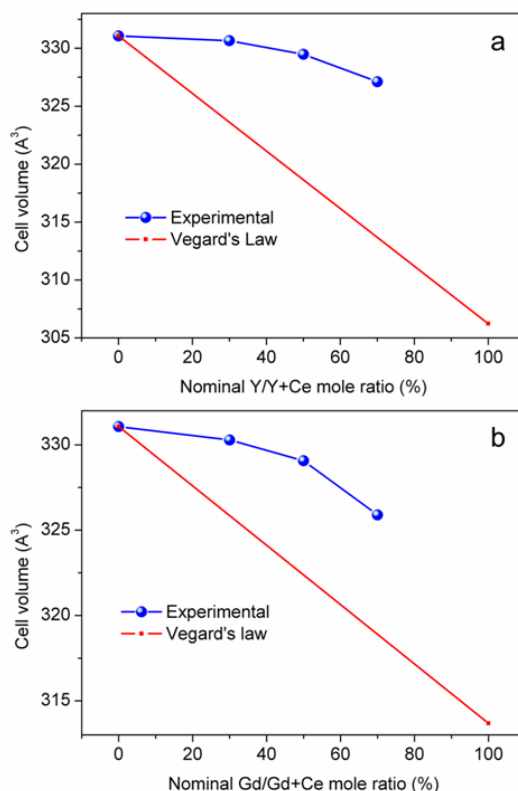 a
330
325
320
315
310
305
Cell volume (A³)
Experimental
Vegard's Law
0 20 40 60 80 100
Nominal Y/Y+Ce mole ratio (%)
b
330
325
320
315
Cell volume (A³)
Experimental
Vegard's law
0 20 40 60 80 100
Nominal Gd/Gd+Ce mole ratio (%)